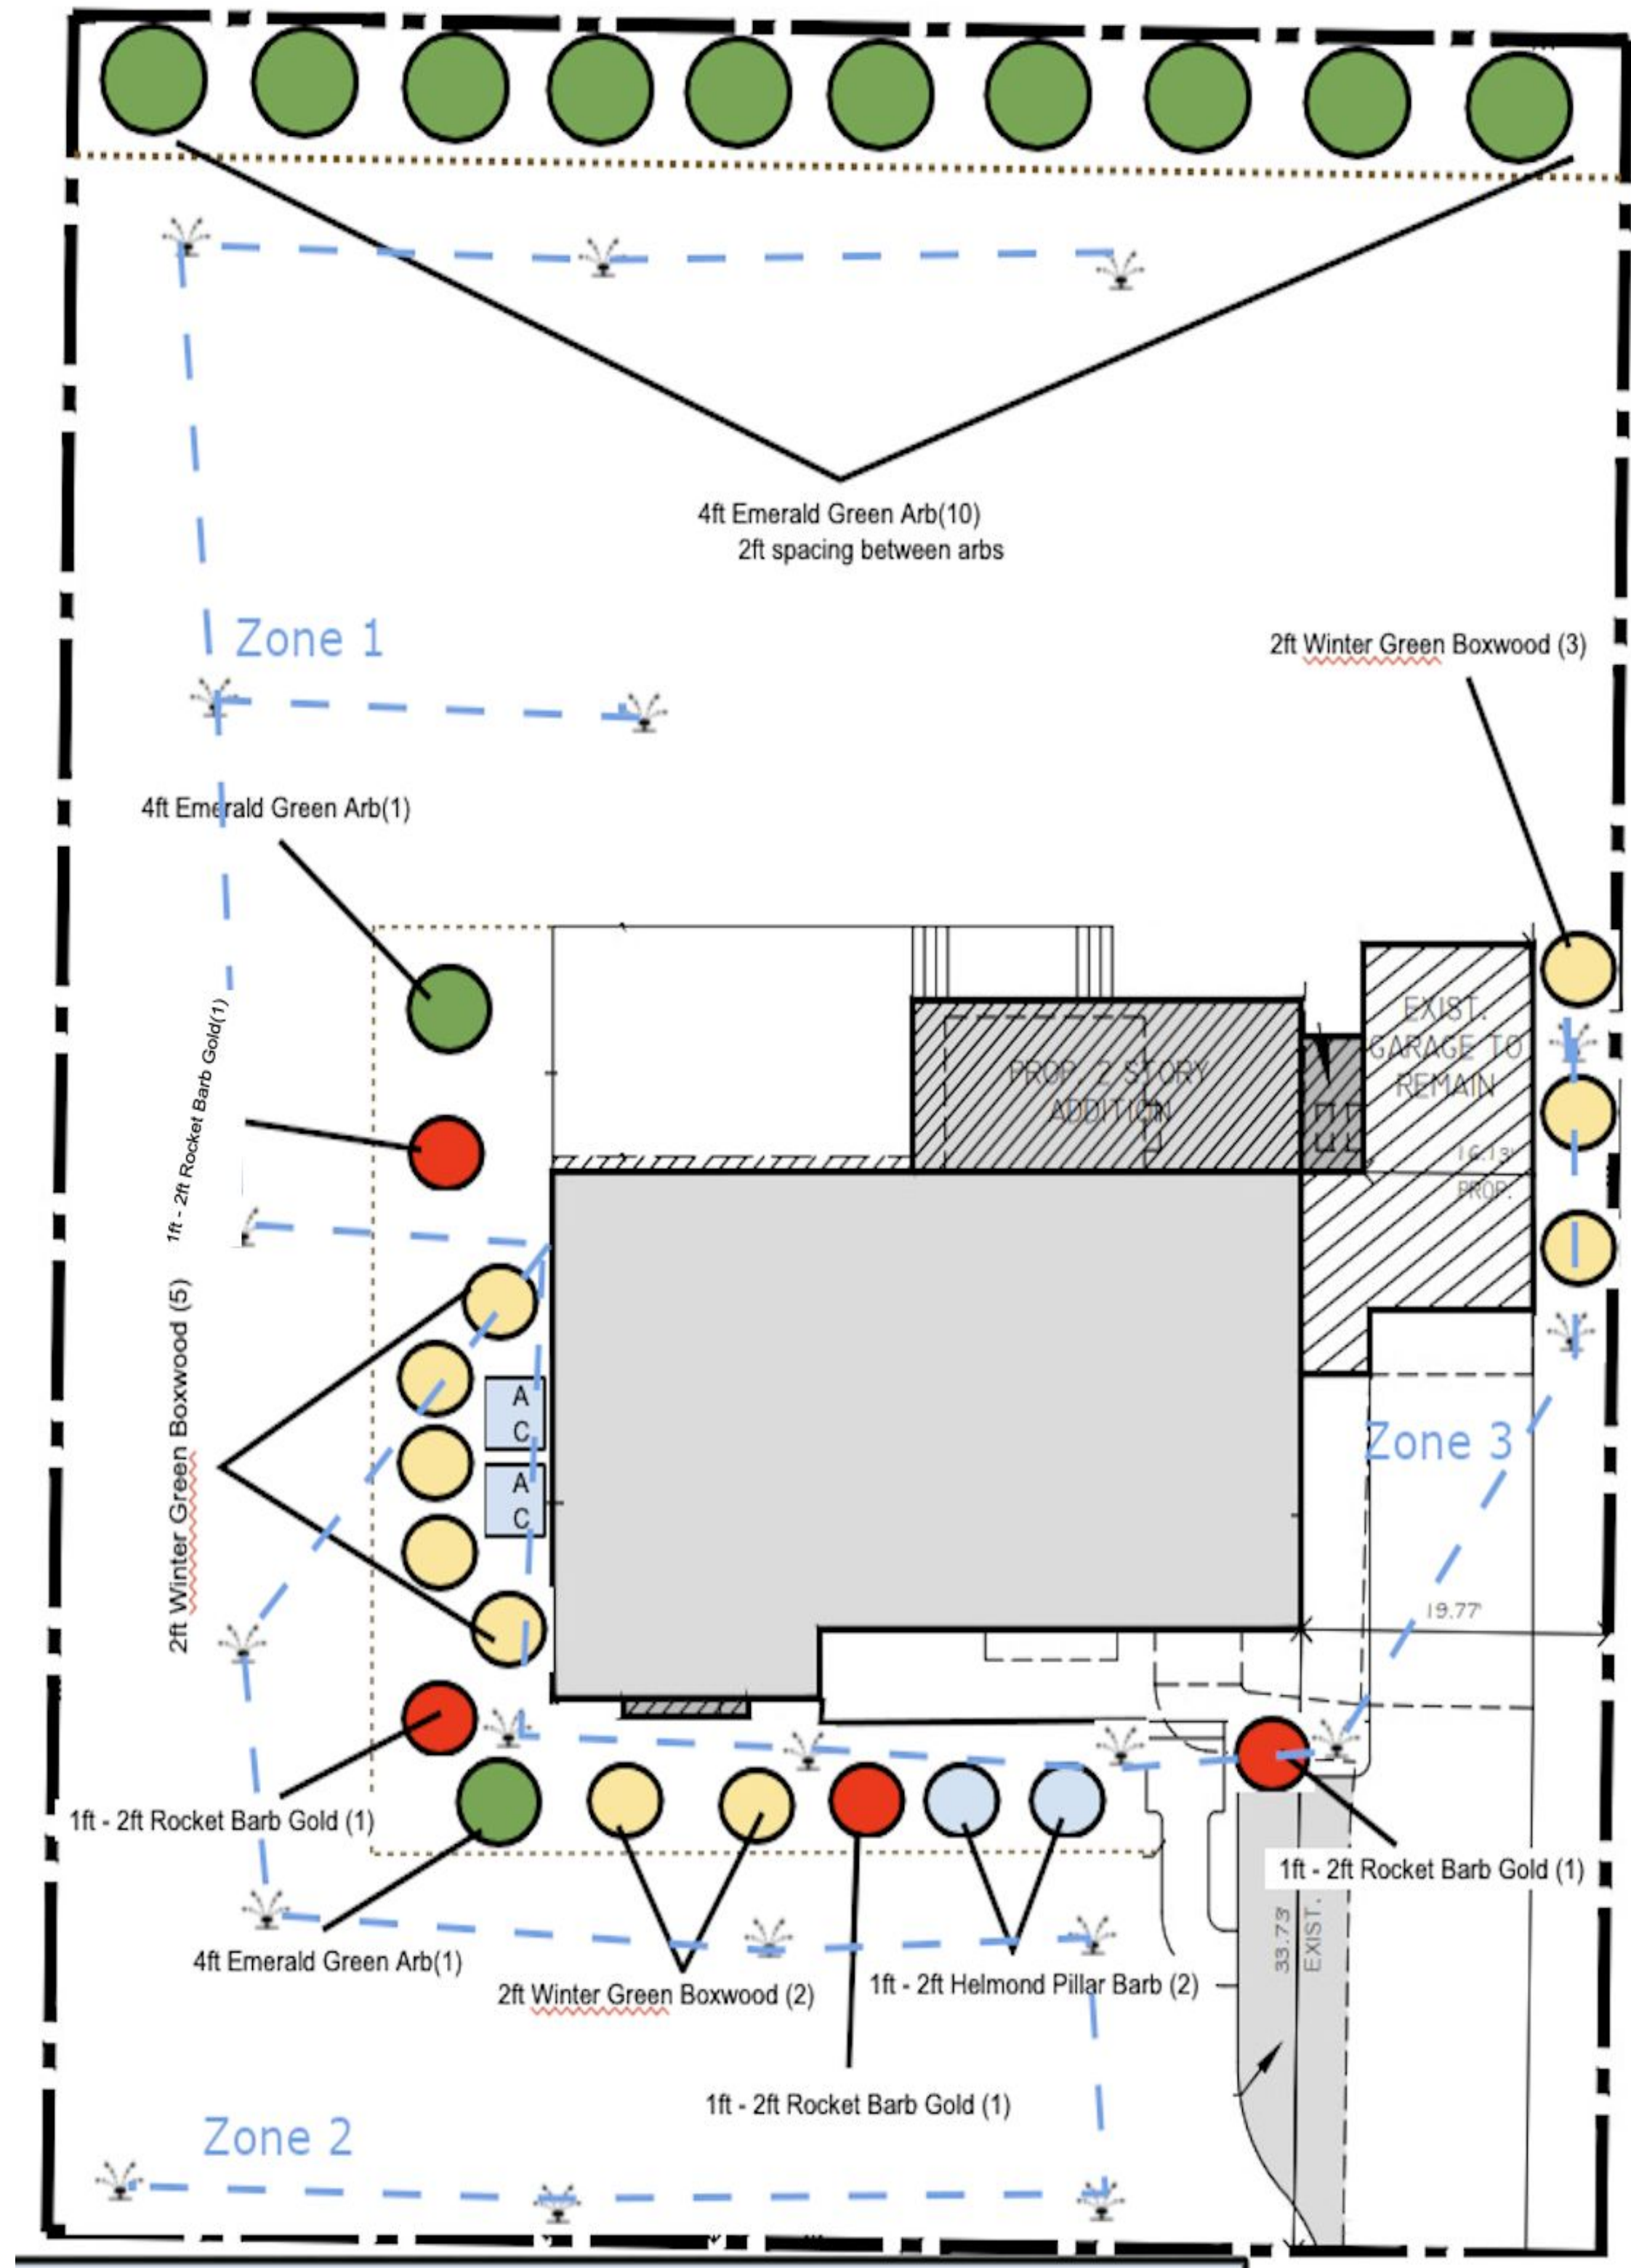 4ft Emerald Green Arb(10)
2ft spacing between arbs
Zone 1
2ft Winter Green Boxwood (3)
4ft Emerald Green Arb(1)
1ft - 2ft Rocket Barb Gold(1)
EXIST.
GARAGE TO
REMAIN
PROP. 2 STORY
ADDITION
16.13'
PROP.
2ft Winter Green Boxwood (5)
A
C
A
C
Zone 3
19.77'
1ft - 2ft Rocket Barb Gold (1)
1ft - 2ft Rocket Barb Gold (1)
4ft Emerald Green Arb(1)
2ft Winter Green Boxwood (2)
1ft - 2ft Helmond Pillar Barb (2)
33.73'
EXIST.
1ft - 2ft Rocket Barb Gold (1)
Zone 2